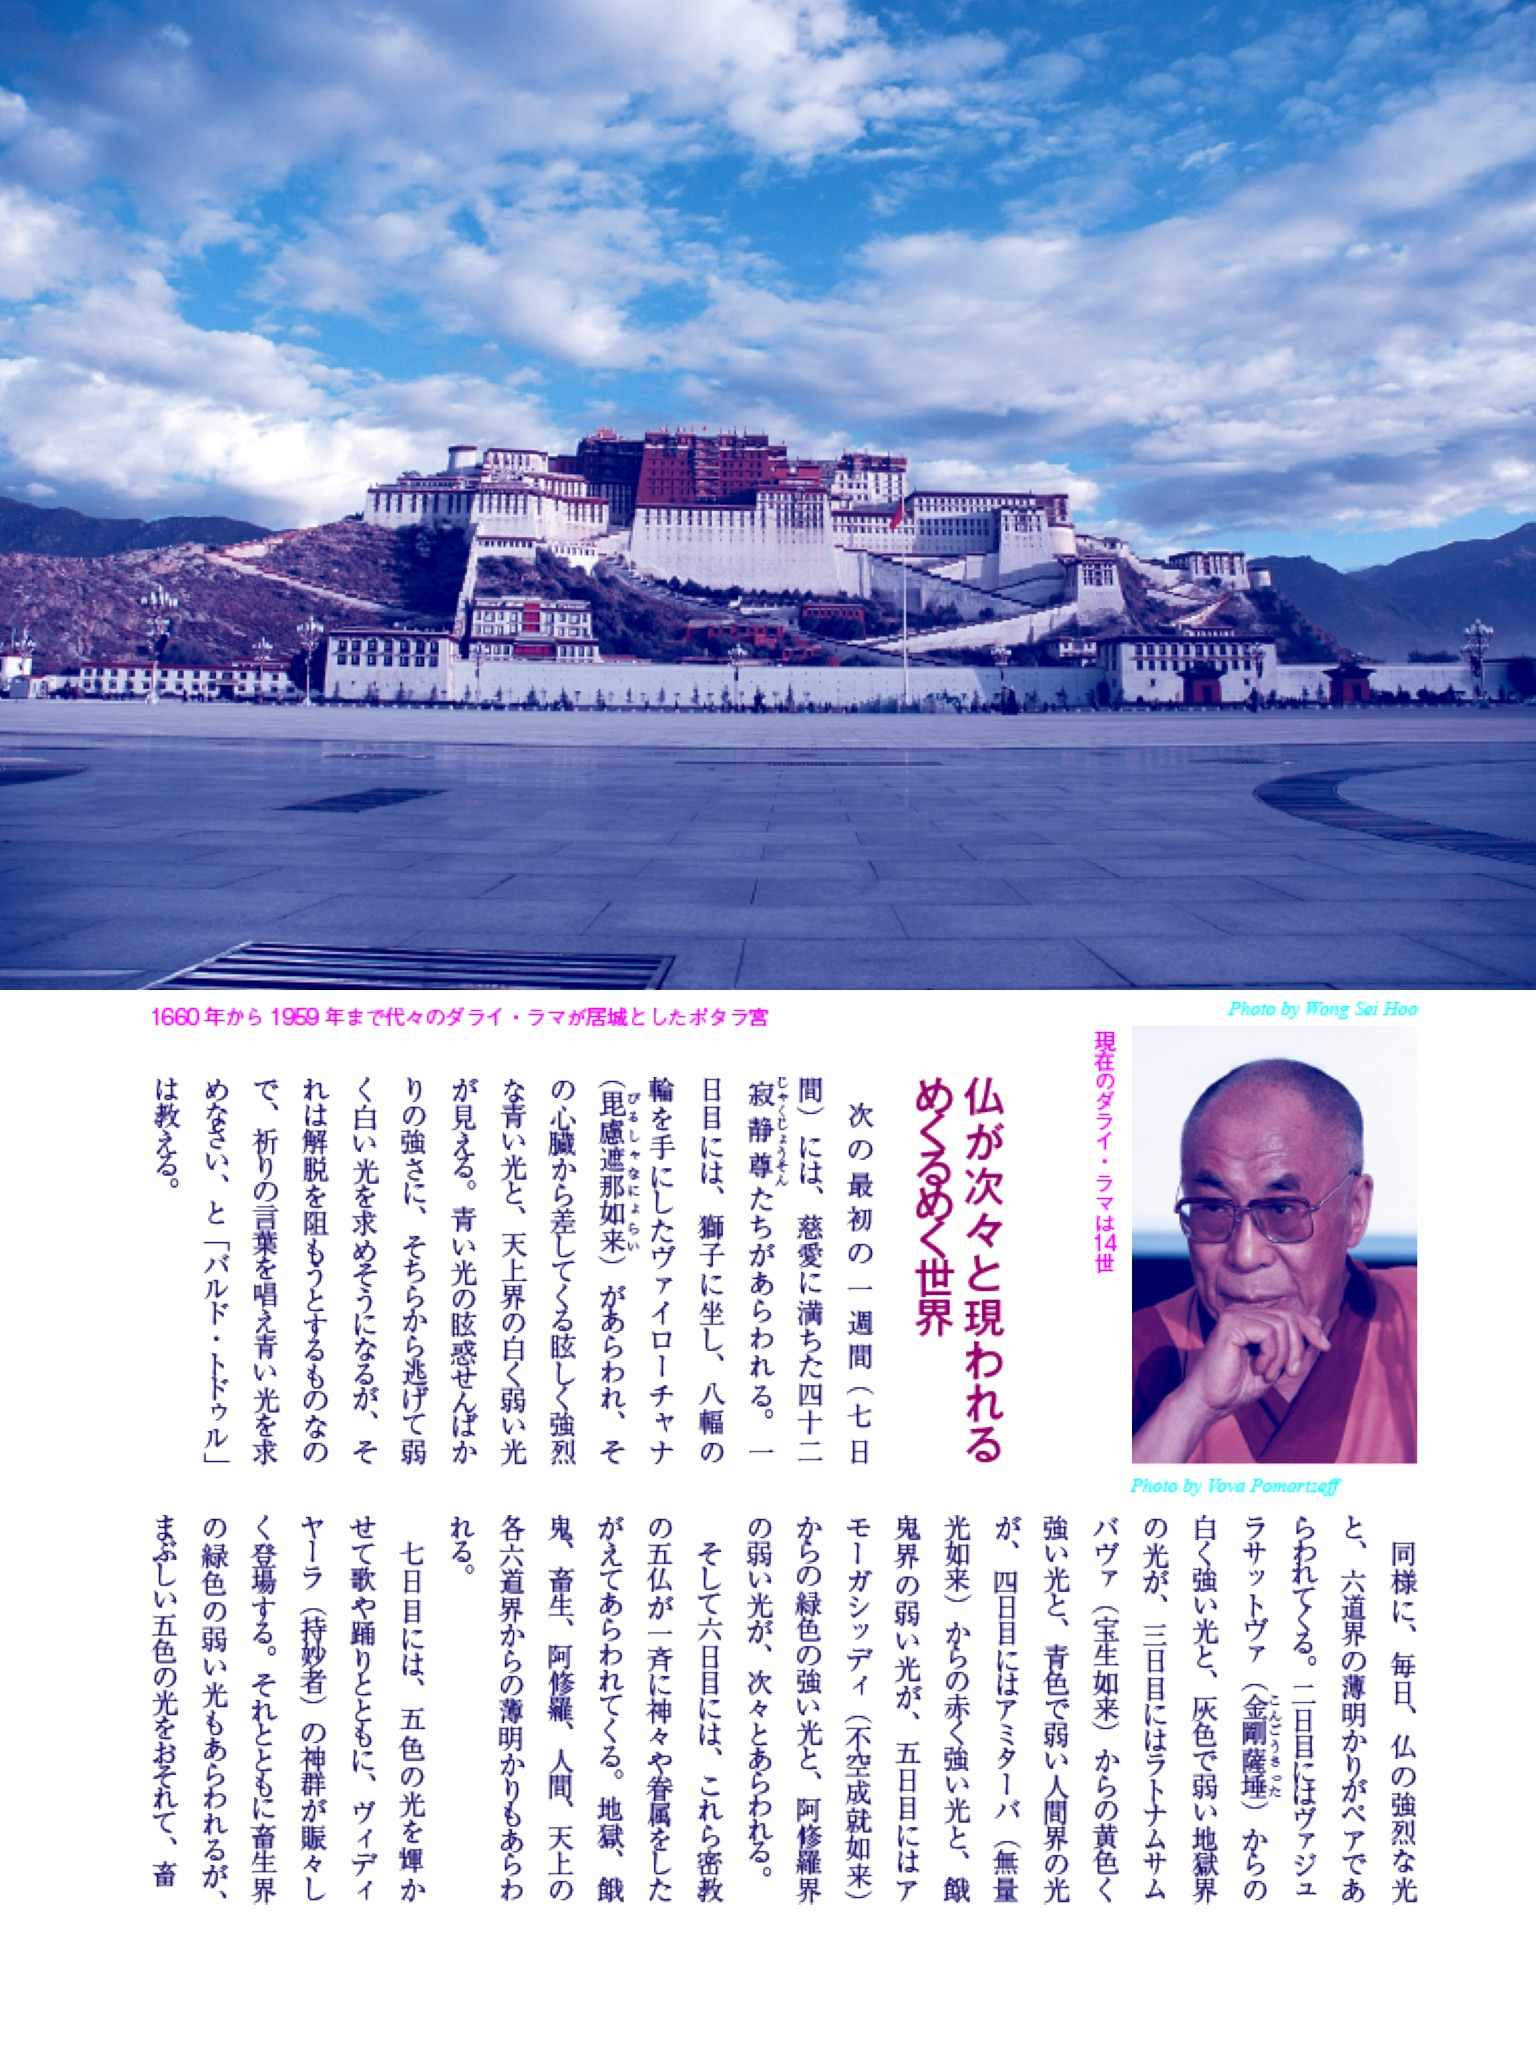 1660年から1959年まで代々のダライ・ラマが居城としたポタラ宮
Photo by Wong Sei Hoo
現在のダライ・ラマは14世
Photo by Vova Pomortzeff
仏が次々と現われる
めくるめく世界
次の最初の一週間（七日
間）には、慈愛に満ちた四十二
寂静尊たちがあらわれる。一
じゃくじょうそん
日目には、獅子に坐し、八輻の
輪を手にしたヴァイローチャナ
（毘盧遮那如来）があらわれ、そ
びるしゃなにょらい
の心臓から差してくる眩しく強烈
な青い光と、天上界の白く弱い光
が見える。青い光の眩惑せんばか
りの強さに、そちらから逃げて弱
く白い光を求めそうになるが、そ
れは解脱を阻もうとするものなの
で、祈りの言葉を唱え青い光を求
めなさい、と「バルド・トドゥル」
は教える。
同様に、毎日、仏の強烈な光
と、六道界の薄明かりがペアであ
らわれてくる。二日目にはヴァジュ
ラサットヴァ（金剛薩埵）からの
こんごうさった
白く強い光と、灰色で弱い地獄界
の光が、三日目にはラトナムサム
バヴァ（宝生如来）からの黄色く
強い光と、青色で弱い人間界の光
が、四日目にはアミターバ（無量
光如来）からの赤く強い光と、餓
鬼界の弱い光が、五日目にはア
モーガシッディ（不空成就如来）
からの緑色の強い光と、阿修羅界
の弱い光が、次々とあらわれる。
そして六日目には、これら密教
の五仏が一斉に神々や眷属をした
がえてあらわれてくる。地獄、餓
鬼、畜生、阿修羅、人間、天上の
各六道界からの薄明かりもあらわ
れる。
七日目には、五色の光を輝か
せて歌や踊りとともに、ヴィディ
ヤーラ（持妙者）の神群が賑々し
く登場する。それとともに畜生界
の緑色の弱い光もあらわれるが、
まぶしい五色の光をおそれて、畜